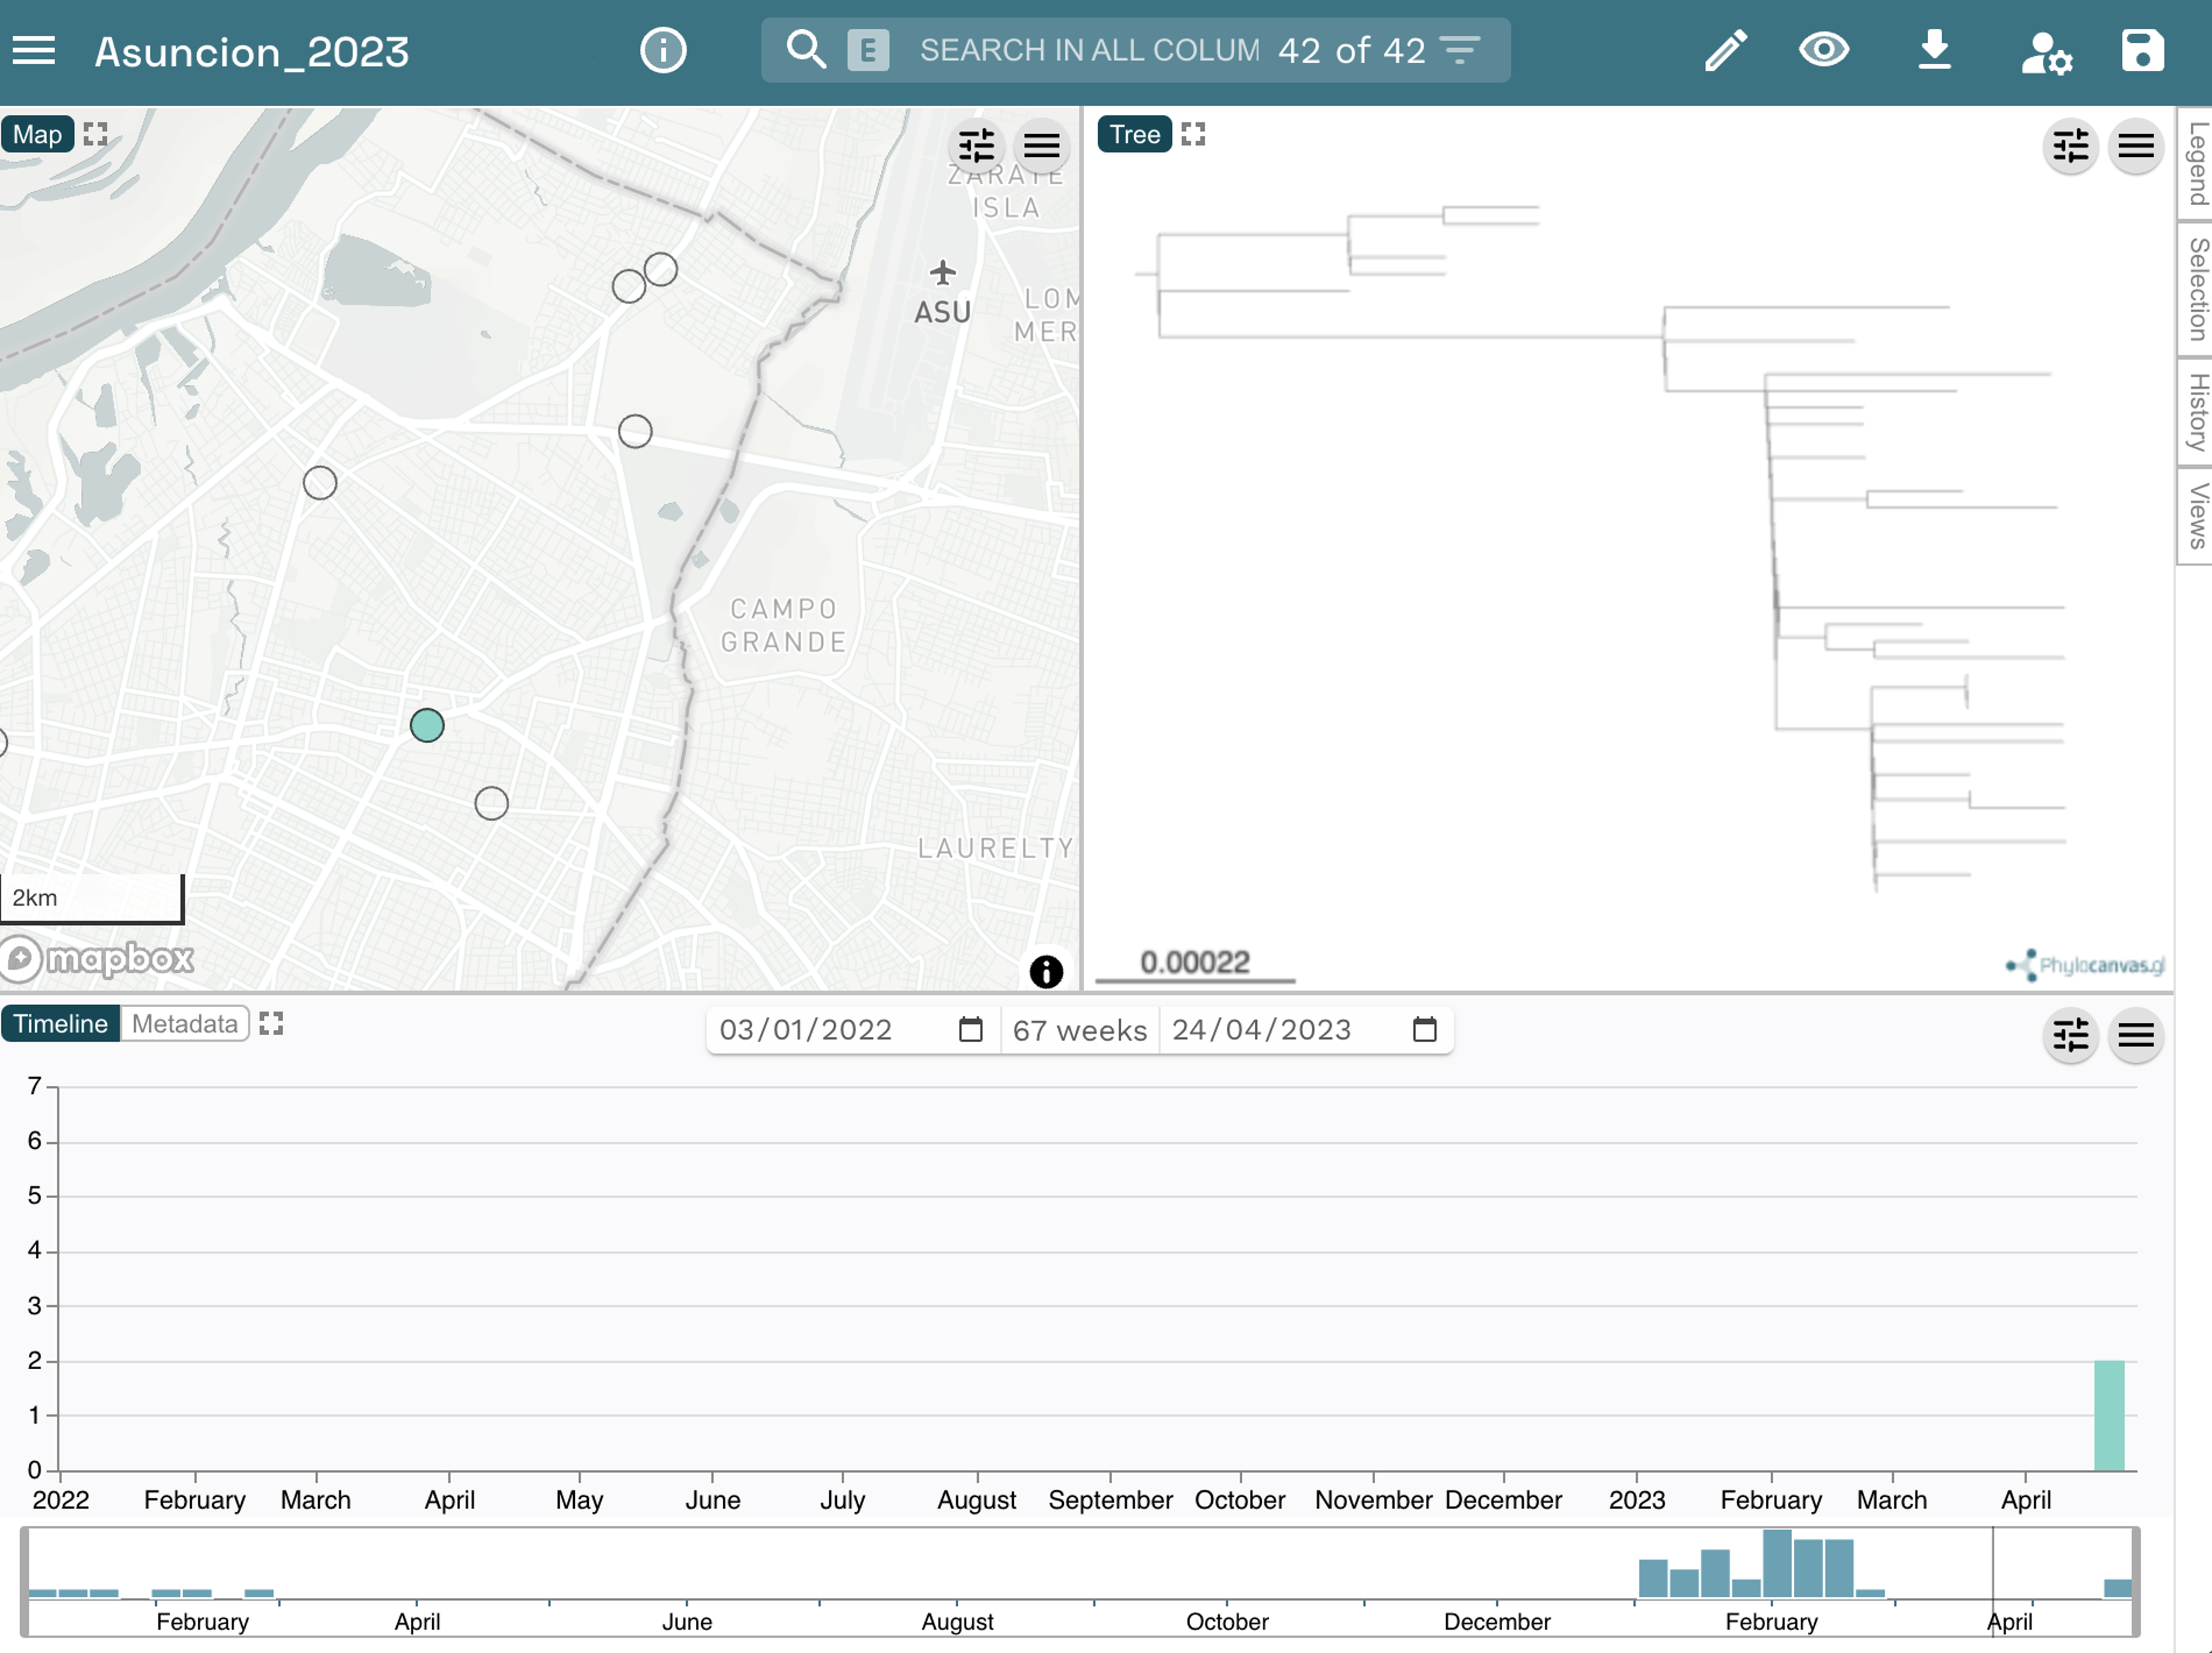 Asuncion_2023
E SEARCH IN ALL COLUM 42 of 42
Map
ZARATE
ISLA
ASU
LOM
MER
CAMPO
GRANDE
LAURELTY
2km
mapbox
Tree
0.00022
Phylocanvas.gl
Legend
Selection
History
Views
Timeline
Metadata
03/01/2022 67 weeks 24/04/2023
7
6
5
4
3
2
1
0
2022 February March April May June July August September October November December 2023 February March April
February April June August October December February April